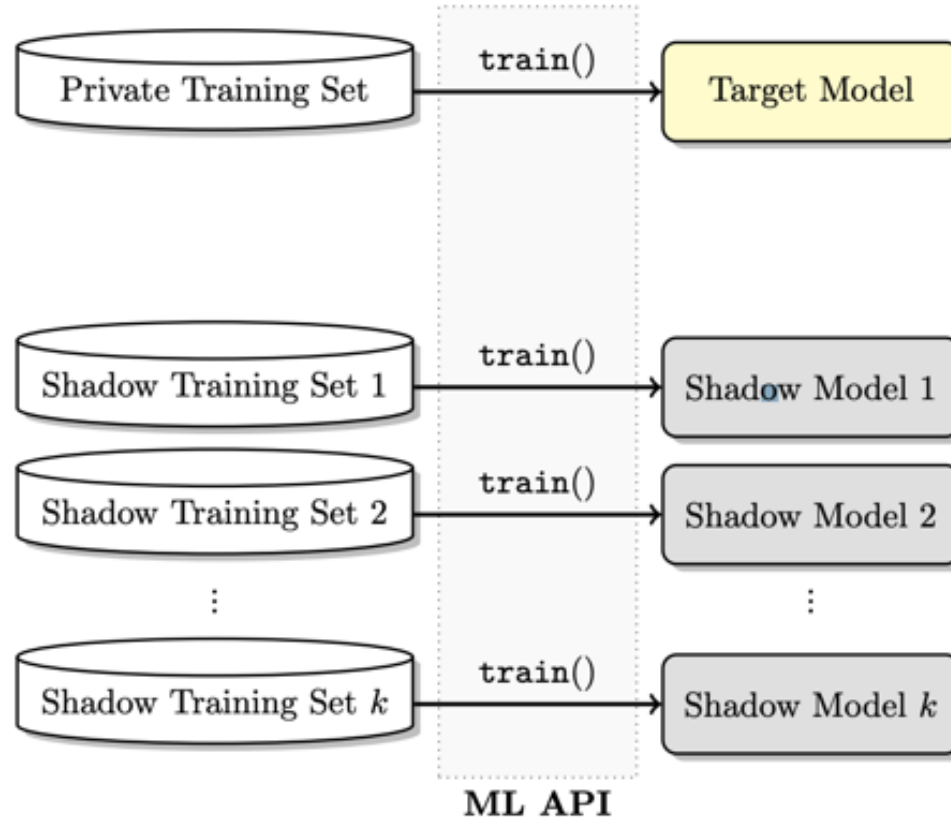 Private Training Set train() Target Model
Shadow Training Set 1 train() Shadow Model 1
Shadow Training Set 2 train() Shadow Model 2
⋮ ⋮
Shadow Training Set k train() Shadow Model k
ML API